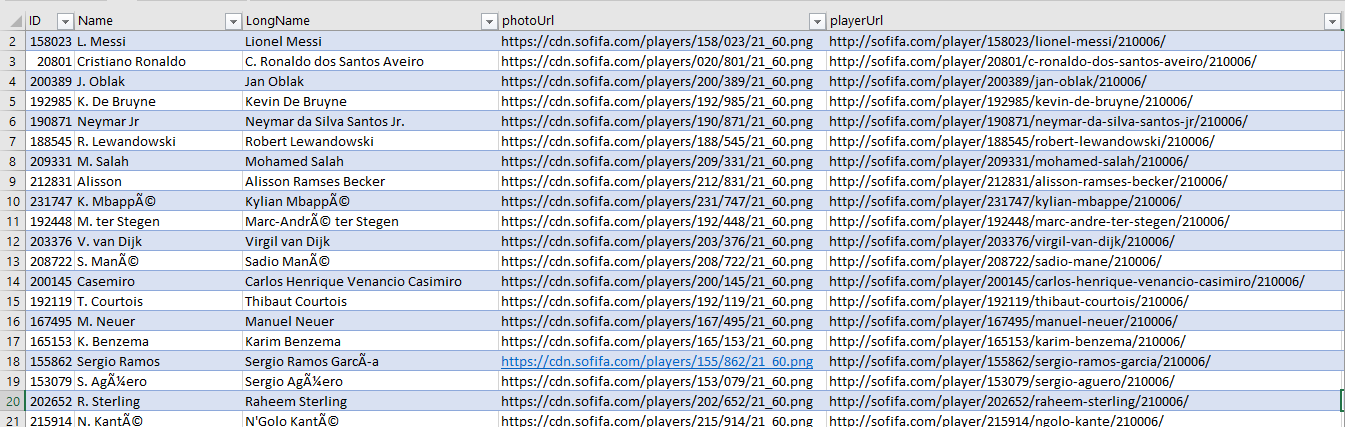 ID Name LongName photoUrl playerUrl
2 158023 L. Messi Lionel Messi https://cdn.sofifa.com/players/158/023/21_60.png http://sofifa.com/player/158023/lionel-messi/210006/
3 20801 Cristiano Ronaldo C. Ronaldo dos Santos Aveiro https://cdn.sofifa.com/players/020/801/21_60.png http://sofifa.com/player/20801/c-ronaldo-dos-santos-aveiro/210006/
4 200389 J. Oblak Jan Oblak https://cdn.sofifa.com/players/200/389/21_60.png http://sofifa.com/player/200389/jan-oblak/210006/
5 192985 K. De Bruyne Kevin De Bruyne https://cdn.sofifa.com/players/192/985/21_60.png http://sofifa.com/player/192985/kevin-de-bruyne/210006/
6 190871 Neymar Jr Neymar da Silva Santos Jr. https://cdn.sofifa.com/players/190/871/21_60.png http://sofifa.com/player/190871/neymar-da-silva-santos-jr/210006/
7 188545 R. Lewandowski Robert Lewandowski https://cdn.sofifa.com/players/188/545/21_60.png http://sofifa.com/player/188545/robert-lewandowski/210006/
8 209331 M. Salah Mohamed Salah https://cdn.sofifa.com/players/209/331/21_60.png http://sofifa.com/player/209331/mohamed-salah/210006/
9 212831 Alisson Alisson Ramses Becker https://cdn.sofifa.com/players/212/831/21_60.png http://sofifa.com/player/212831/alisson-ramses-becker/210006/
10 231747 K. MbappÃ© Kylian MbappÃ© https://cdn.sofifa.com/players/231/747/21_60.png http://sofifa.com/player/231747/kylian-mbappe/210006/
11 192448 M. ter Stegen Marc-AndrÃ© ter Stegen https://cdn.sofifa.com/players/192/448/21_60.png http://sofifa.com/player/192448/marc-andre-ter-stegen/210006/
12 203376 V. van Dijk Virgil van Dijk https://cdn.sofifa.com/players/203/376/21_60.png http://sofifa.com/player/203376/virgil-van-dijk/210006/
13 208722 S. ManÃ© Sadio ManÃ© https://cdn.sofifa.com/players/208/722/21_60.png http://sofifa.com/player/208722/sadio-mane/210006/
14 200145 Casemiro Carlos Henrique Venancio Casimiro https://cdn.sofifa.com/players/200/145/21_60.png http://sofifa.com/player/200145/carlos-henrique-venancio-casimiro/210006/
15 192119 T. Courtois Thibaut Courtois https://cdn.sofifa.com/players/192/119/21_60.png http://sofifa.com/player/192119/thibaut-courtois/210006/
16 167495 M. Neuer Manuel Neuer https://cdn.sofifa.com/players/167/495/21_60.png http://sofifa.com/player/167495/manuel-neuer/210006/
17 165153 K. Benzema Karim Benzema https://cdn.sofifa.com/players/165/153/21_60.png http://sofifa.com/player/165153/karim-benzema/210006/
18 155862 Sergio Ramos Sergio Ramos GarcÃ-a https://cdn.sofifa.com/players/155/862/21_60.png http://sofifa.com/player/155862/sergio-ramos-garcia/210006/
19 153079 S. AgÃ¼ero Sergio AgÃ¼ero https://cdn.sofifa.com/players/153/079/21_60.png http://sofifa.com/player/153079/sergio-aguero/210006/
20 202652 R. Sterling Raheem Sterling https://cdn.sofifa.com/players/202/652/21_60.png http://sofifa.com/player/202652/raheem-sterling/210006/
21 215914 N. KantÃ© N'Golo KantÃ© https://cdn.sofifa.com/players/215/914/21_60.png http://sofifa.com/player/215914/ngolo-kante/210006/